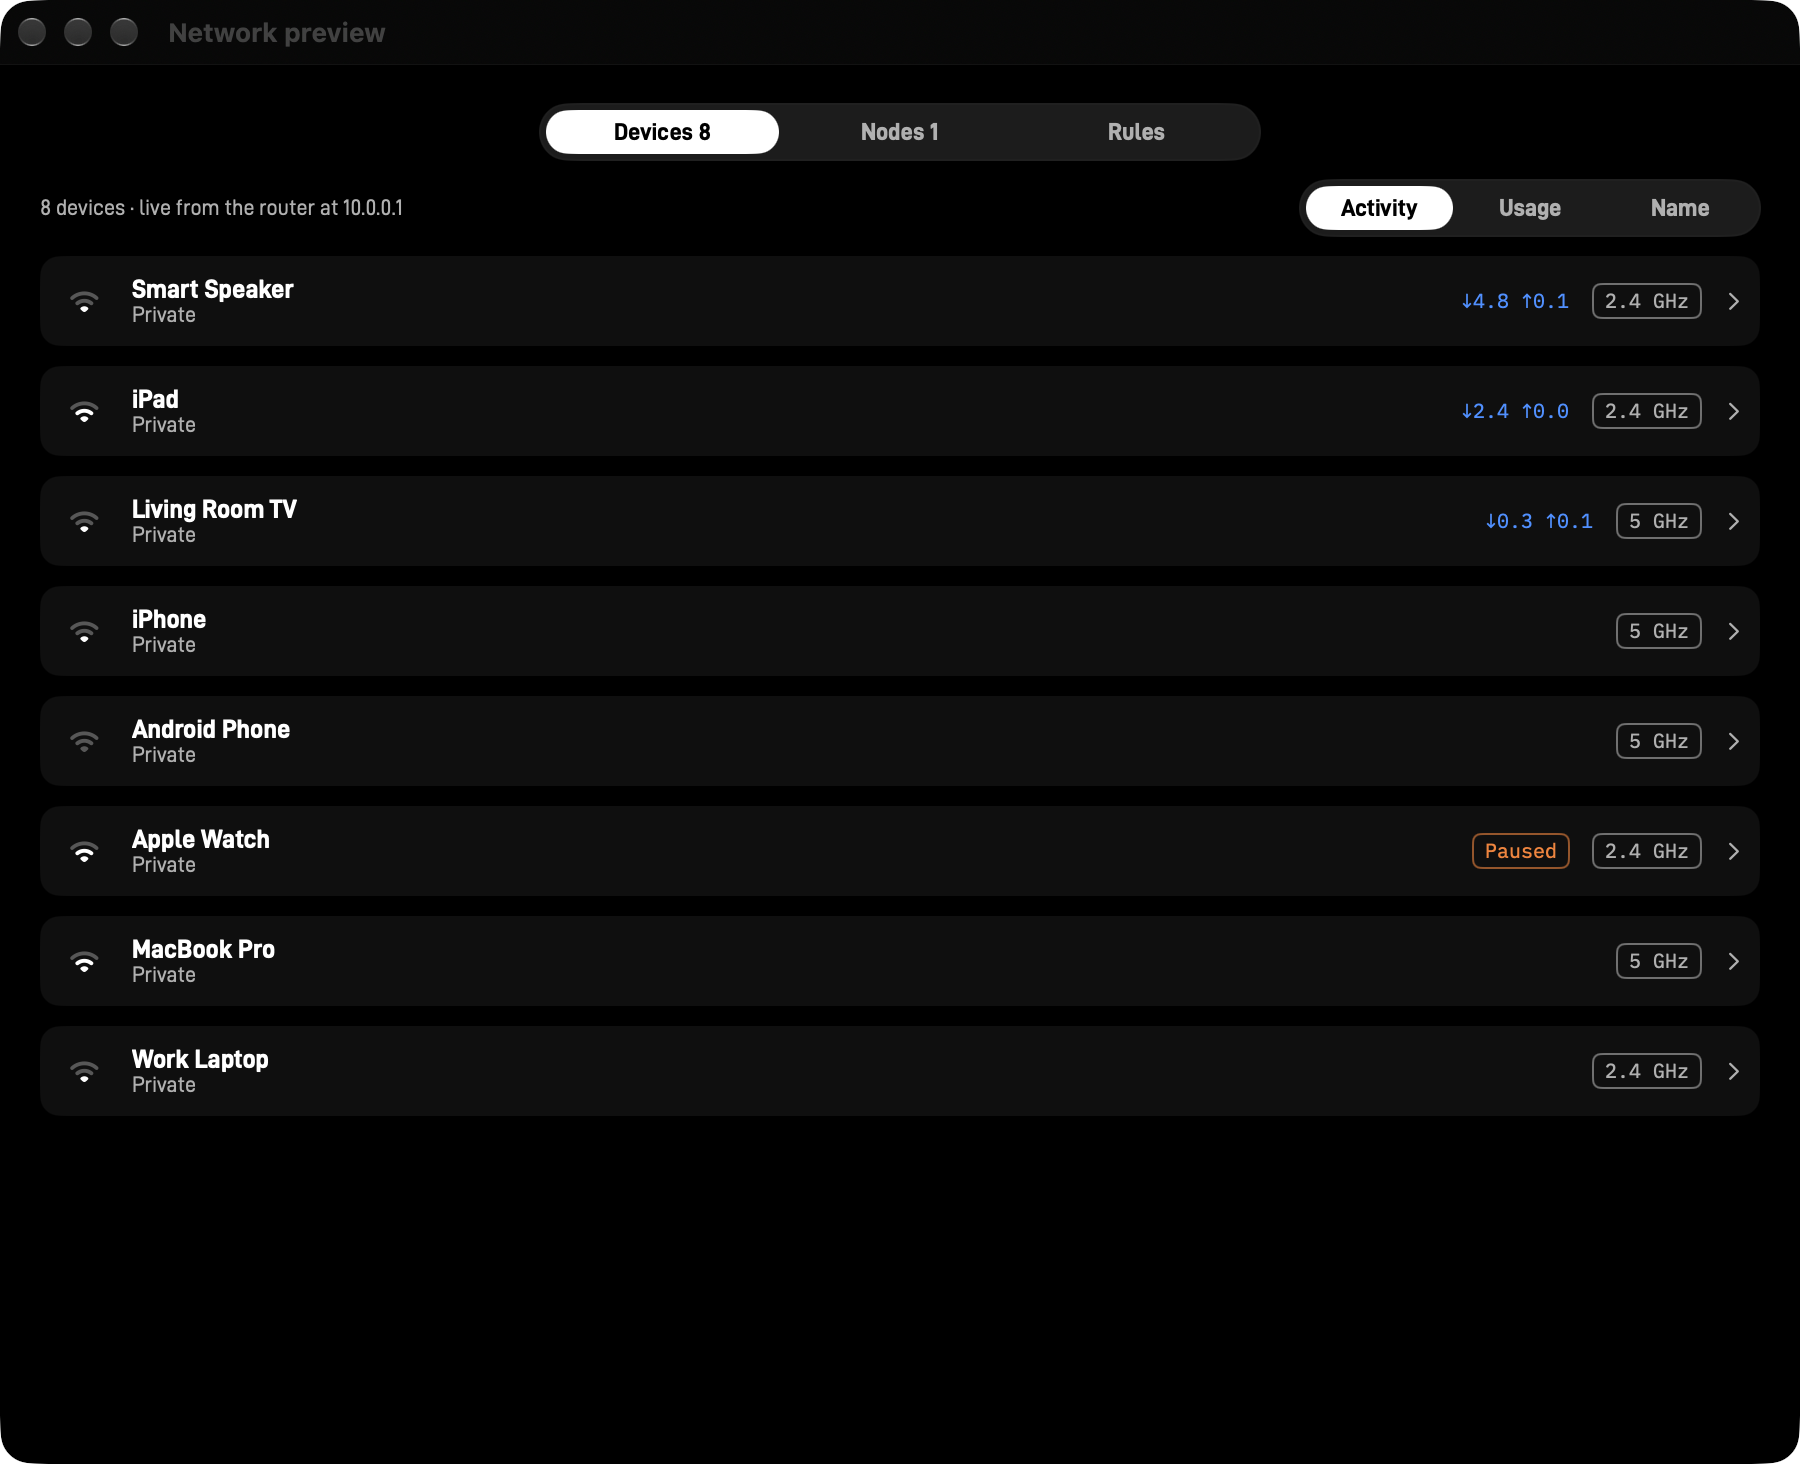 Network preview
Devices 8 Nodes 1 Rules
8 devices · live from the router at 10.0.0.1 Activity Usage Name
Smart Speaker
Private
↓4.8 ↑0.1 2.4 GHz
iPad
Private
↓2.4 ↑0.0 2.4 GHz
Living Room TV
Private
↓0.3 ↑0.1 5 GHz
iPhone
Private
5 GHz
Android Phone
Private
5 GHz
Apple Watch
Private
Paused 2.4 GHz
MacBook Pro
Private
5 GHz
Work Laptop
Private
2.4 GHz